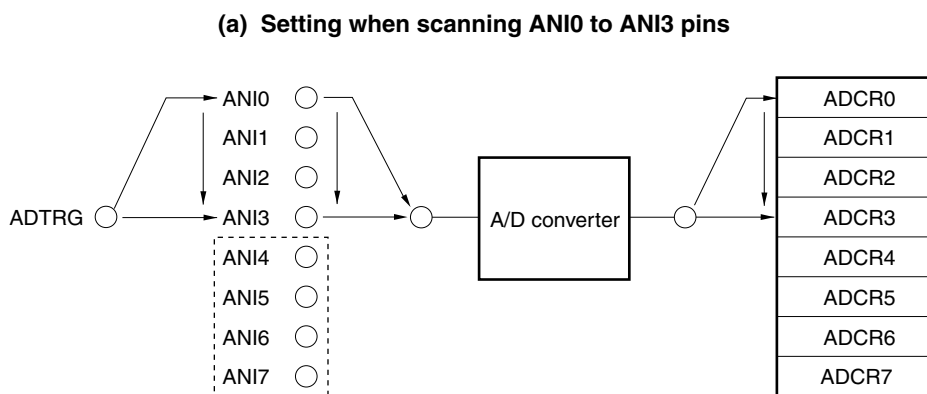 (a) Setting when scanning ANI0 to ANI3 pins
ANI0
ADCR0
ANI1
ADCR1
ANI2
ADCR2
ADTRG
ANI3
A/D converter
ADCR3
ANI4
ADCR4
ANI5
ADCR5
ANI6
ADCR6
ANI7
ADCR7